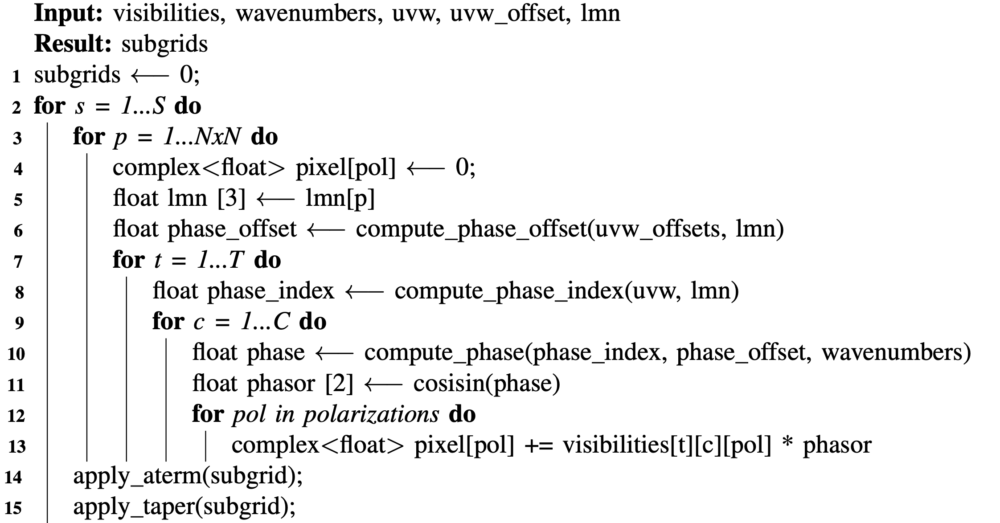 Input: visibilities, wavenumbers, uvw, uvw_offset, lmn
Result: subgrids
1 subgrids ⟵ 0;
2 for s = 1...S do
3 for p = 1...NxN do
4 complex<float> pixel[pol] ⟵ 0;
5 float lmn [3] ⟵ lmn[p]
6 float phase_offset ⟵ compute_phase_offset(uvw_offsets, lmn)
7 for t = 1...T do
8 float phase_index ⟵ compute_phase_index(uvw, lmn)
9 for c = 1...C do
10 float phase ⟵ compute_phase(phase_index, phase_offset, wavenumbers)
11 float phasor [2] ⟵ cosisin(phase)
12 for pol in polarizations do
13 complex<float> pixel[pol] += visibilities[t][c][pol] * phasor
14 apply_aterm(subgrid);
15 apply_taper(subgrid);